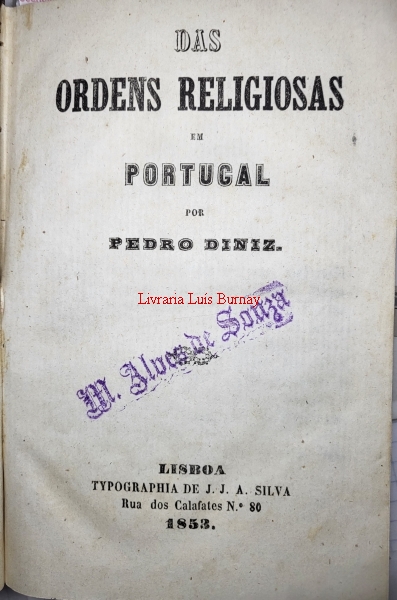 DAS
ORDENS RELIGIOSAS
EM
PORTUGAL
POR
PEDRO DINIZ.
Livraria Luís Burnay
M. Alves de Souza
LISBOA
TYPOGRAPHIA DE J. J. A. SILVA
Rua dos Calafates N.º 80
1853.